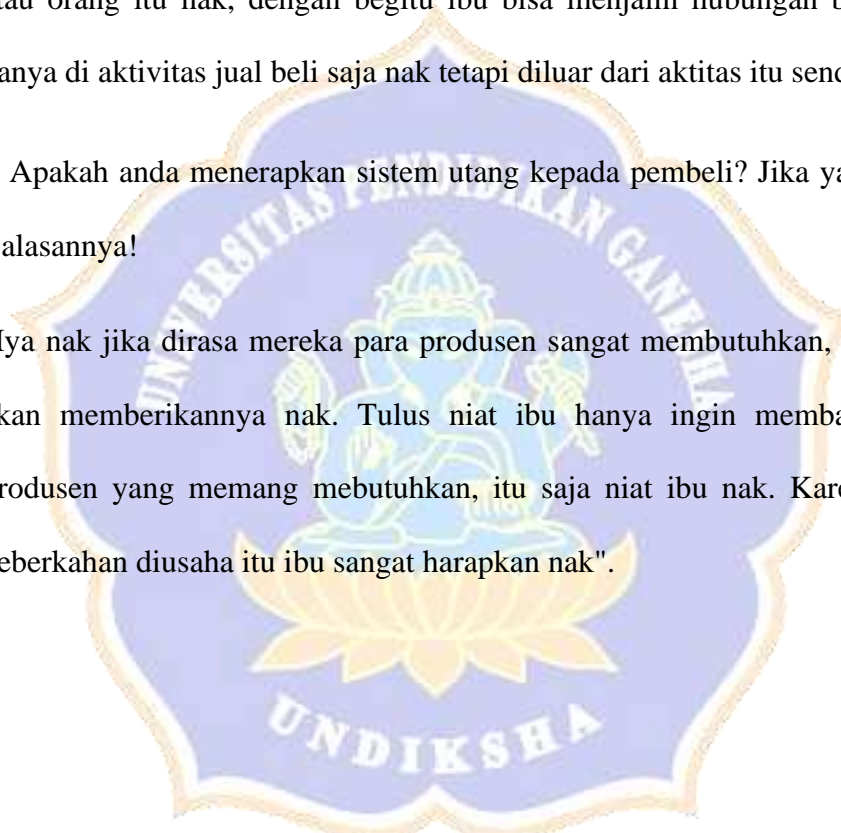 tau orang itu nak, dengan begitu ibu bisa menjalin hubungan b
anya di aktivitas jual beli saja nak tetapi diluar dari aktitas itu send
Apakah anda menerapkan sistem utang kepada pembeli? Jika ya
alasannya!
Iya nak jika dirasa mereka para produsen sangat membutuhkan,
kan memberikannya nak. Tulus niat ibu hanya ingin memba
rodusen yang memang mebutuhkan, itu saja niat ibu nak. Kar
eberkahan diusaha itu ibu sangat harapkan nak".
UNIVERSITAS PENDIDIKAN GANESHA
UNDIKSHA